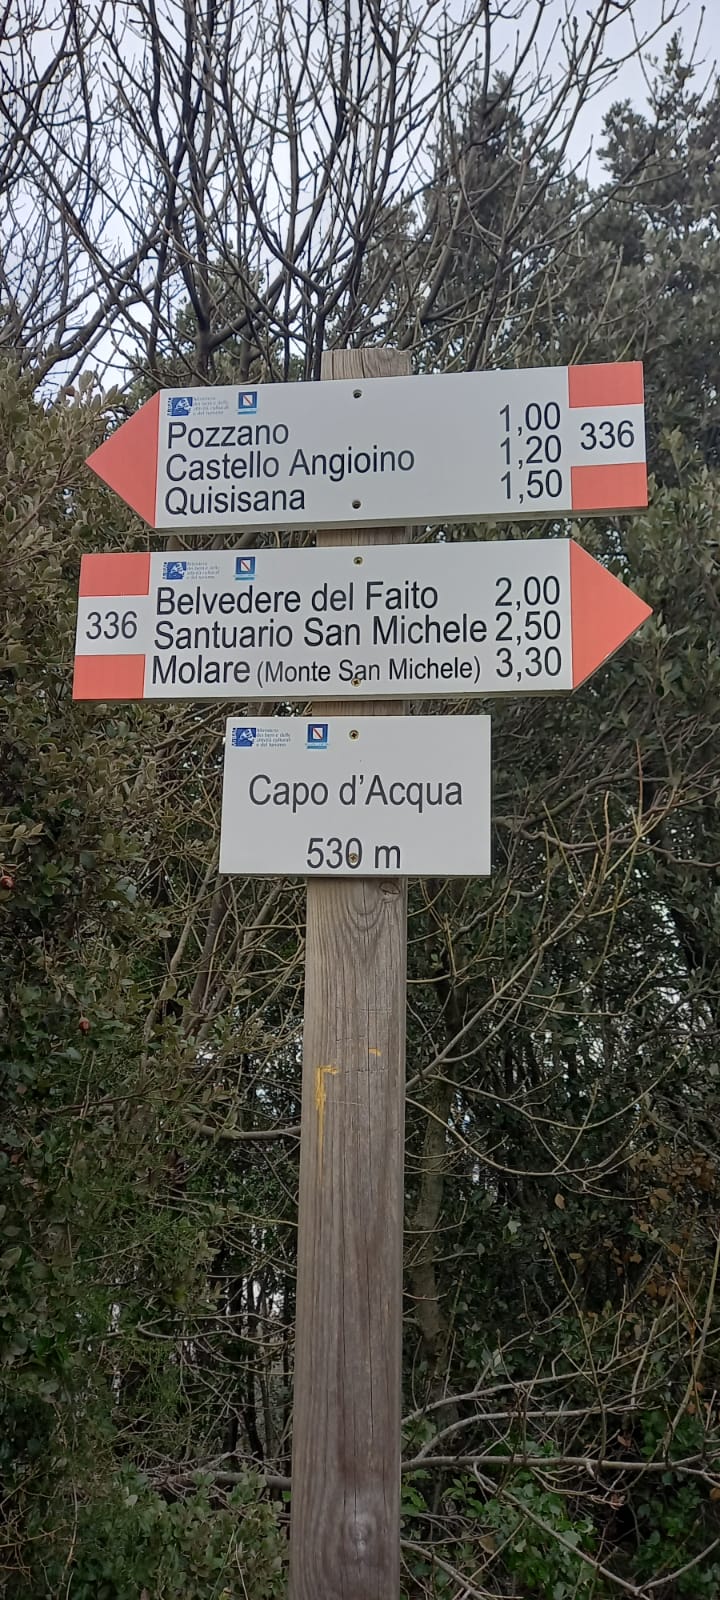 Pozzano 1,00
Castello Angioino 1,20
Quisisana 1,50
336
336
Belvedere del Faito 2,00
Santuario San Michele 2,50
Molare (Monte San Michele) 3,30
Capo d'Acqua
530 m